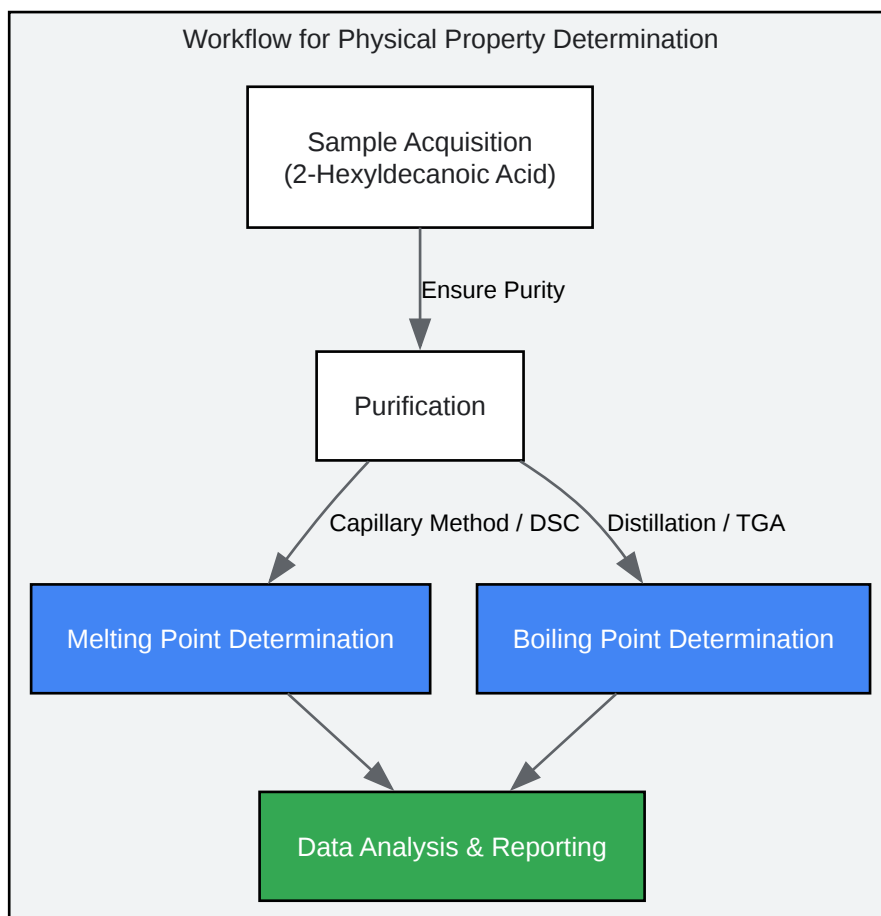 Workflow for Physical Property Determination
Sample Acquisition
(2-Hexyldecanoic Acid)
Ensure Purity
Purification
Capillary Method / DSC
Distillation / TGA
Melting Point Determination
Boiling Point Determination
Data Analysis & Reporting